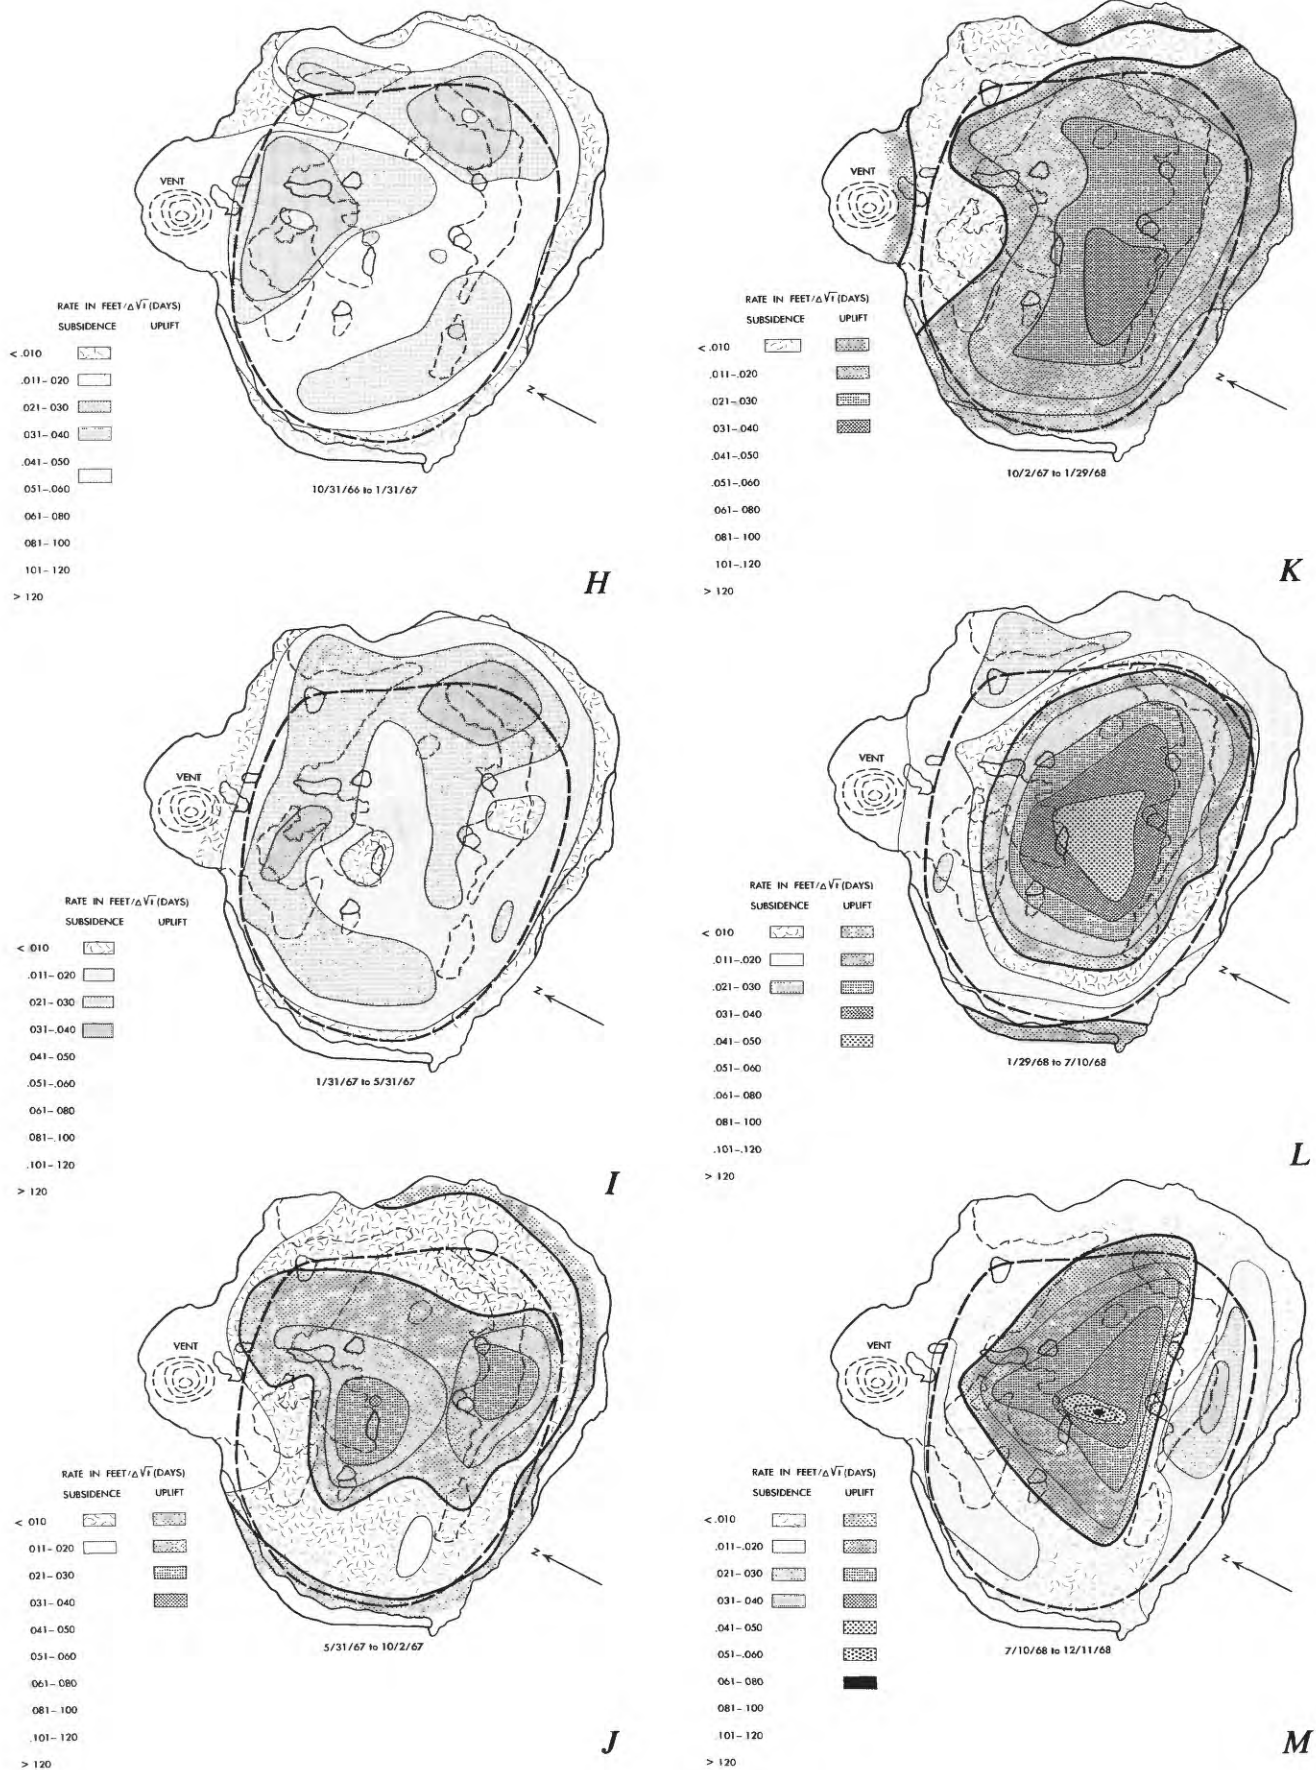 VENT
RATE IN FEET/Δ√t (DAYS)
SUBSIDENCE UPLIFT
< .010
.011–020
021–030
031–040
.041–050
051–.060
061–080
081–100
101–120
> 120
Z
10/31/66 to 1/31/67
H
VENT
RATE IN FEET/Δ√t (DAYS)
SUBSIDENCE UPLIFT
< .010
.011–.020
021–.030
031–.040
.041–.050
.051–.060
061–080
081–100
101–.120
> 120
Z
10/2/67 to 1/29/68
K
VENT
RATE IN FEET/Δ√t (DAYS)
SUBSIDENCE UPLIFT
< 010
.011–020
021–030
031–.040
041–050
.051–.060
061–080
081–.100
.101–120
> 120
Z
1/31/67 to 5/31/67
I
VENT
RATE IN FEET/Δ√t (DAYS)
SUBSIDENCE UPLIFT
< 010
.011–.020
.021–030
031–040
.041–050
.051–060
.061–080
081–100
.101–.120
> 120
Z
1/29/68 to 7/10/68
L
VENT
RATE IN FEET/Δ√t (DAYS)
SUBSIDENCE UPLIFT
< 010
011–020
021–030
031–040
041–050
051–.060
061–080
081–100
.101–120
> 120
Z
5/31/67 to 10/2/67
J
VENT
RATE IN FEET/Δ√t (DAYS)
SUBSIDENCE UPLIFT
< .010
.011–.020
021–030
031–040
.041–050
051–.060
061–080
081–100
.101–120
> 120
Z
7/10/68 to 12/11/68
M